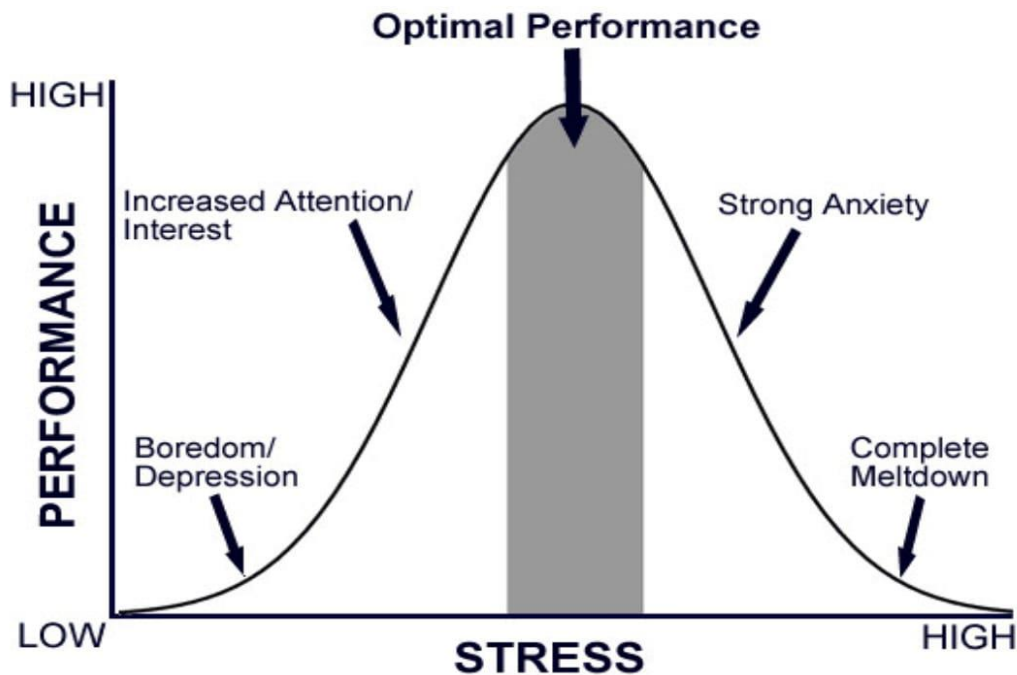 Optimal Performance
HIGH
Increased Attention/
Interest
Strong Anxiety
PERFORMANCE
Boredom/
Depression
Complete
Meltdown
LOW
HIGH
STRESS